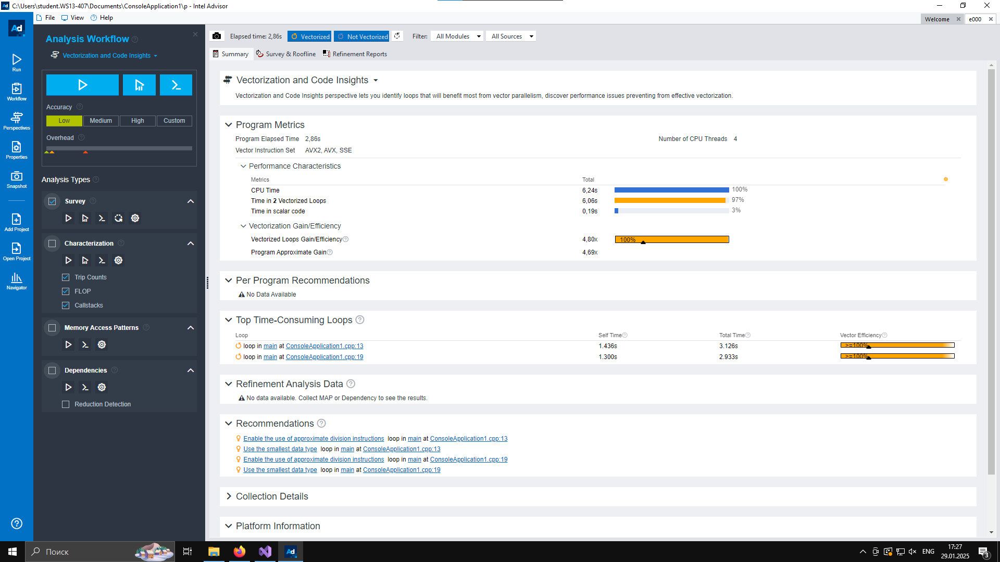 C:\Users\student.WS13-407\Documents\ConsoleApplication1\p - Intel Advisor
File View Help
Welcome e000
Ad
Run
Workflow
Perspectives
Properties
Snapshot
Add Project
Open Project
Navigator
Analysis Workflow
Vectorization and Code Insights
Accuracy
Low Medium High Custom
Overhead
Analysis Types
Survey
Characterization
Trip Counts
FLOP
Callstacks
Memory Access Patterns
Dependencies
Reduction Detection
Elapsed time: 2,86s Vectorized Not Vectorized Filter: All Modules All Sources
Summary Survey & Roofline Refinement Reports
Vectorization and Code Insights
Vectorization and Code Insights perspective lets you identify loops that will benefit most from vector parallelism, discover performance issues preventing from effective vectorization.
Program Metrics
Program Elapsed Time 2,86s Number of CPU Threads 4
Vector Instruction Set AVX2, AVX, SSE
Performance Characteristics
Metrics Total
CPU Time 6,24s 100%
Time in 2 Vectorized Loops 6,06s 97%
Time in scalar code 0,19s 3%
Vectorization Gain/Efficiency
Vectorized Loops Gain/Efficiency 4,80x 100%
Program Approximate Gain 4,69x
Per Program Recommendations
No Data Available
Top Time-Consuming Loops
Loop Self Time Total Time Vector Efficiency
loop in main at ConsoleApplication1.cpp:13 1.436s 3.126s >=100%
loop in main at ConsoleApplication1.cpp:19 1.300s 2.933s >=100%
Refinement Analysis Data
No data available. Collect MAP or Dependency to see the results.
Recommendations
Enable the use of approximate division instructions loop in main at ConsoleApplication1.cpp:13
Use the smallest data type loop in main at ConsoleApplication1.cpp:13
Enable the use of approximate division instructions loop in main at ConsoleApplication1.cpp:19
Use the smallest data type loop in main at ConsoleApplication1.cpp:19
Collection Details
Platform Information
Поиск
Ad
ENG
17:27
29.01.2025
3